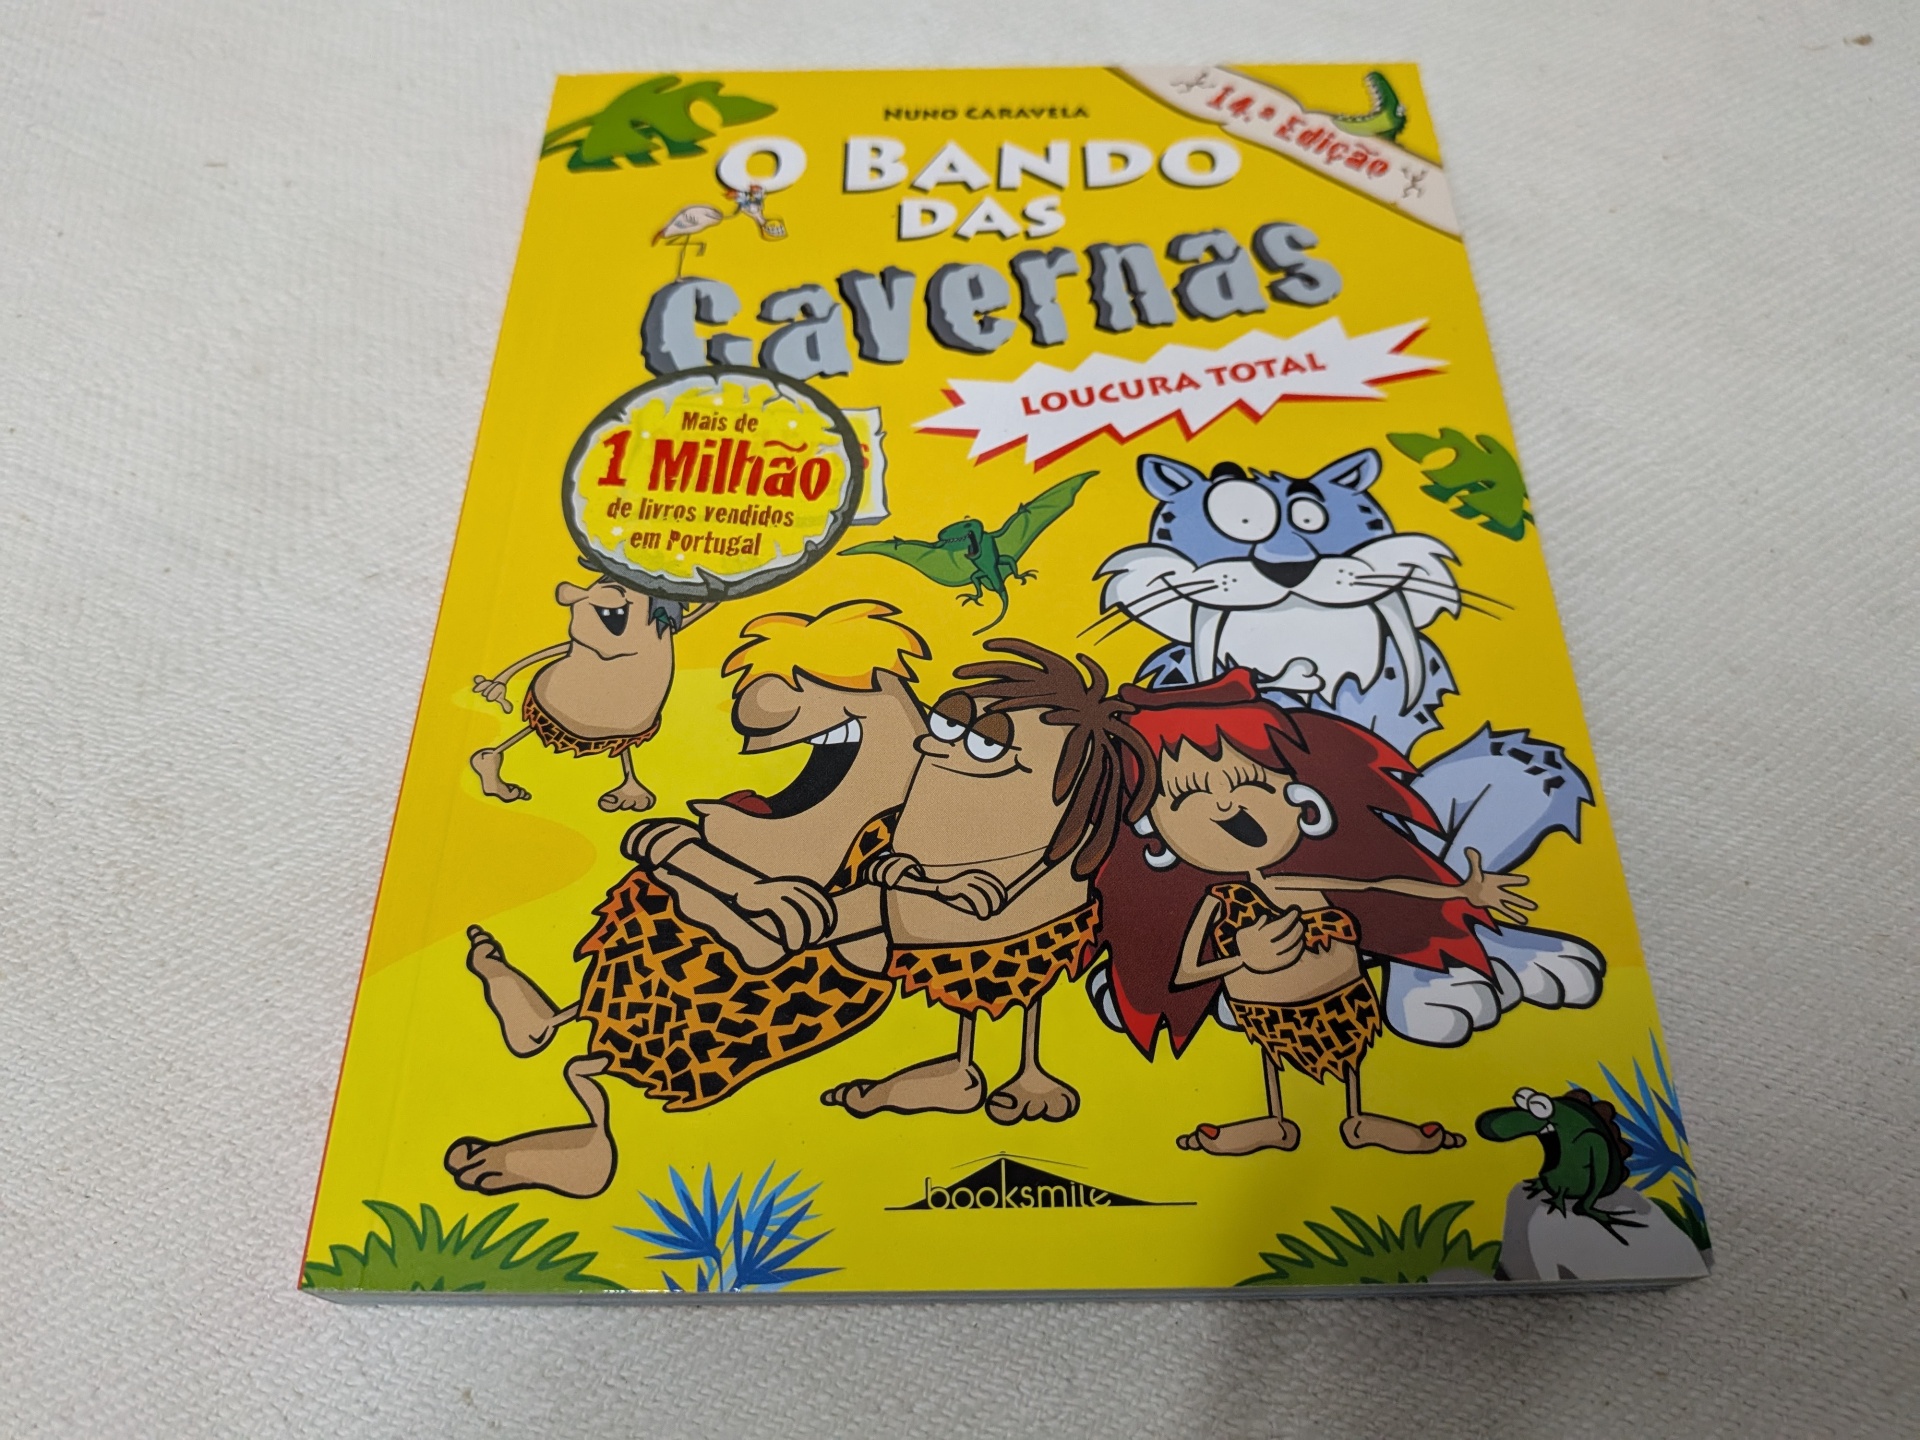 NUNO CARAVELA
14.ª Edição
O BANDO
DAS
Cavernas
LOUCURA TOTAL
Mais de
1 Milhão
de livros vendidos
em Portugal
booksmile